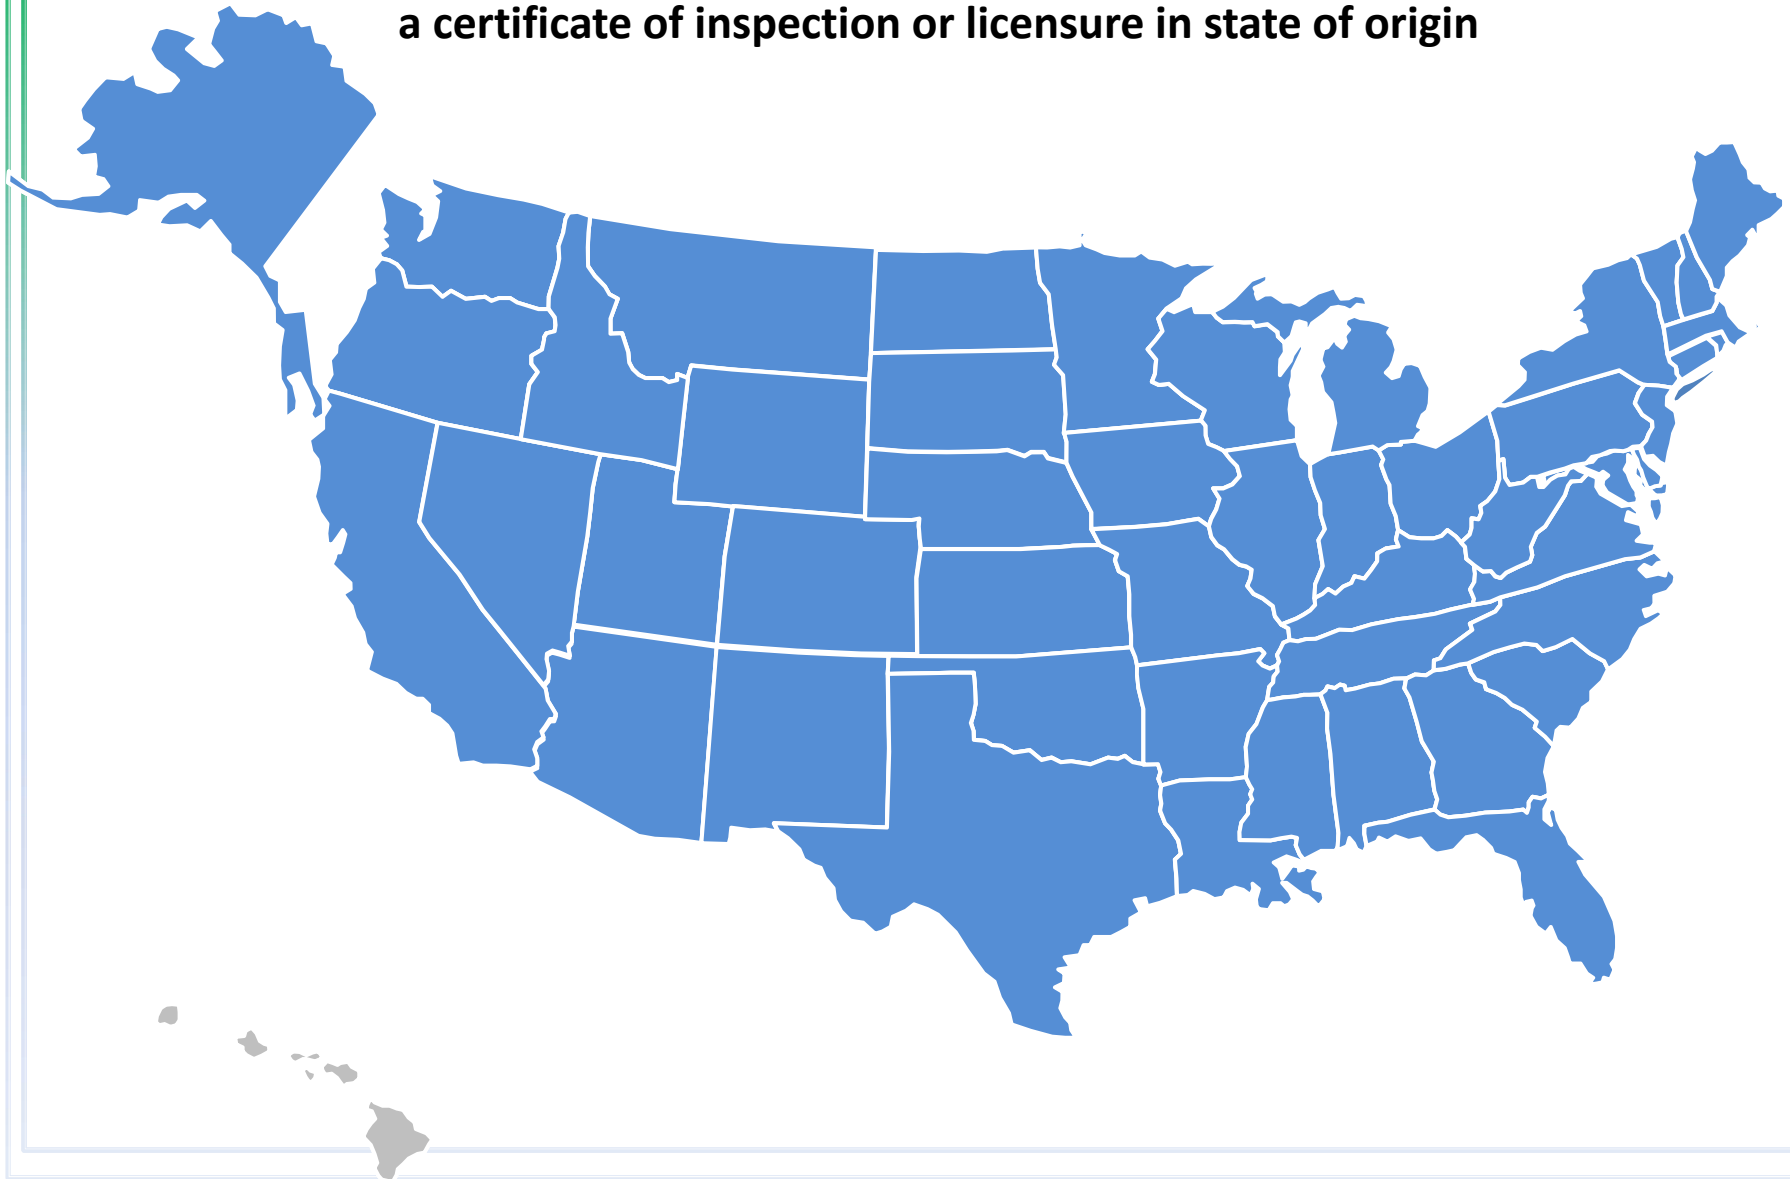 a certificate of inspection or licensure in state of origin